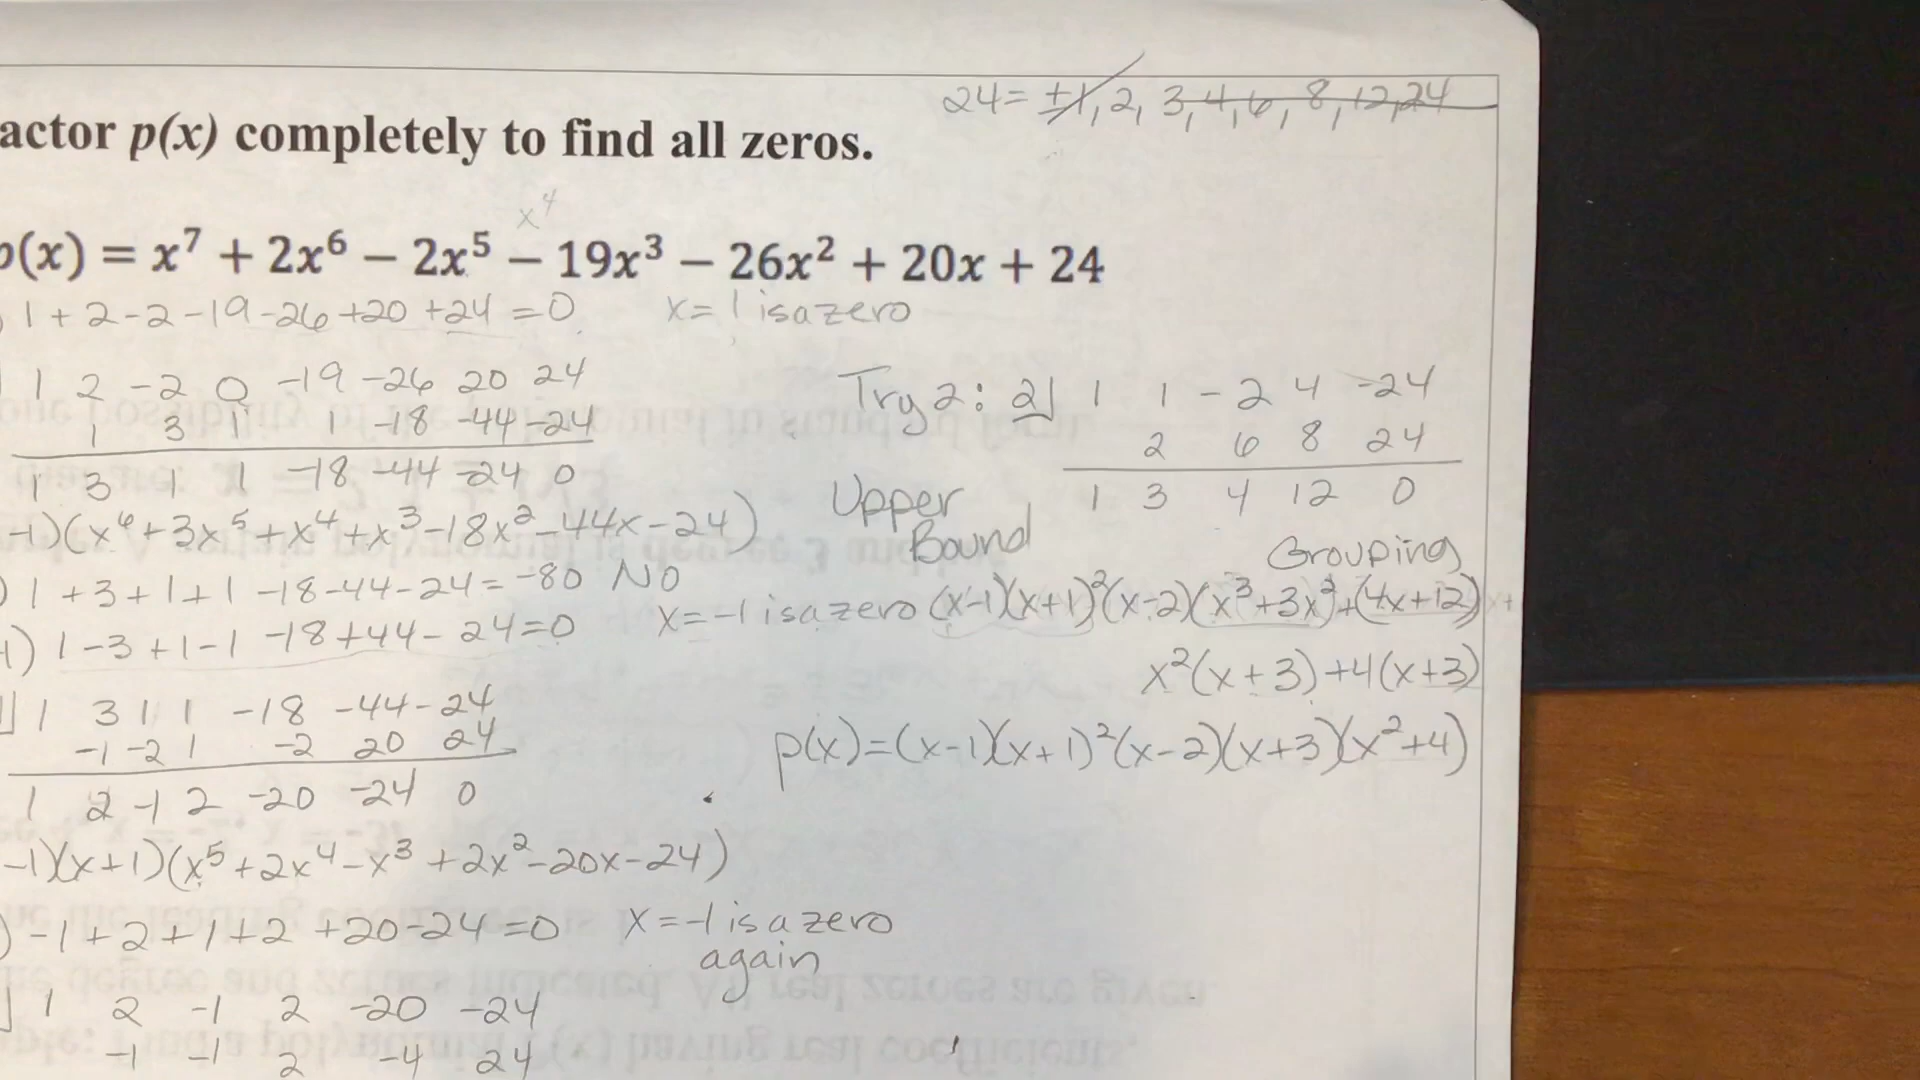 24= ±1, 2, 3, 4, 6, 8, 12, 24
actor p(x) completely to find all zeros.
x⁴
p(x) = x⁷ + 2x⁶ − 2x⁵ − 19x³ − 26x² + 20x + 24
) 1+2-2-19-26+20+24=0 x=1 is a zero
1 2 -2 0 -19 -26 20 24
1 3 1 1 -18 -44 -24
1 3 1 1 -18 -44 -24 0
-1)(x⁶+3x⁵+x⁴+x³-18x²-44x-24)
) 1+3+1+1-18-44-24=-80 NO
1) 1-3+1-1-18+44-24=0 x=-1 is a zero
1 3 1 1 -18 -44 -24
-1 -2 1 -2 20 24
1 2 -1 2 -20 -24 0
-1)(x+1)(x⁵+2x⁴-x³+2x²-20x-24)
) -1+2+1+2+20-24=0 x=-1 is a zero
again
1 2 -1 2 -20 -24
-1 -1 2 -4 24
Try 2: 2⌋ 1 1 -2 4 -24
2 6 8 24
1 3 4 12 0
Upper
Bound
Grouping
(x-1)(x+1)²(x-2)(x³+3x²+(4x+12)
x²(x+3)+4(x+3)
p(x)=(x-1)(x+1)²(x-2)(x+3)(x²+4)